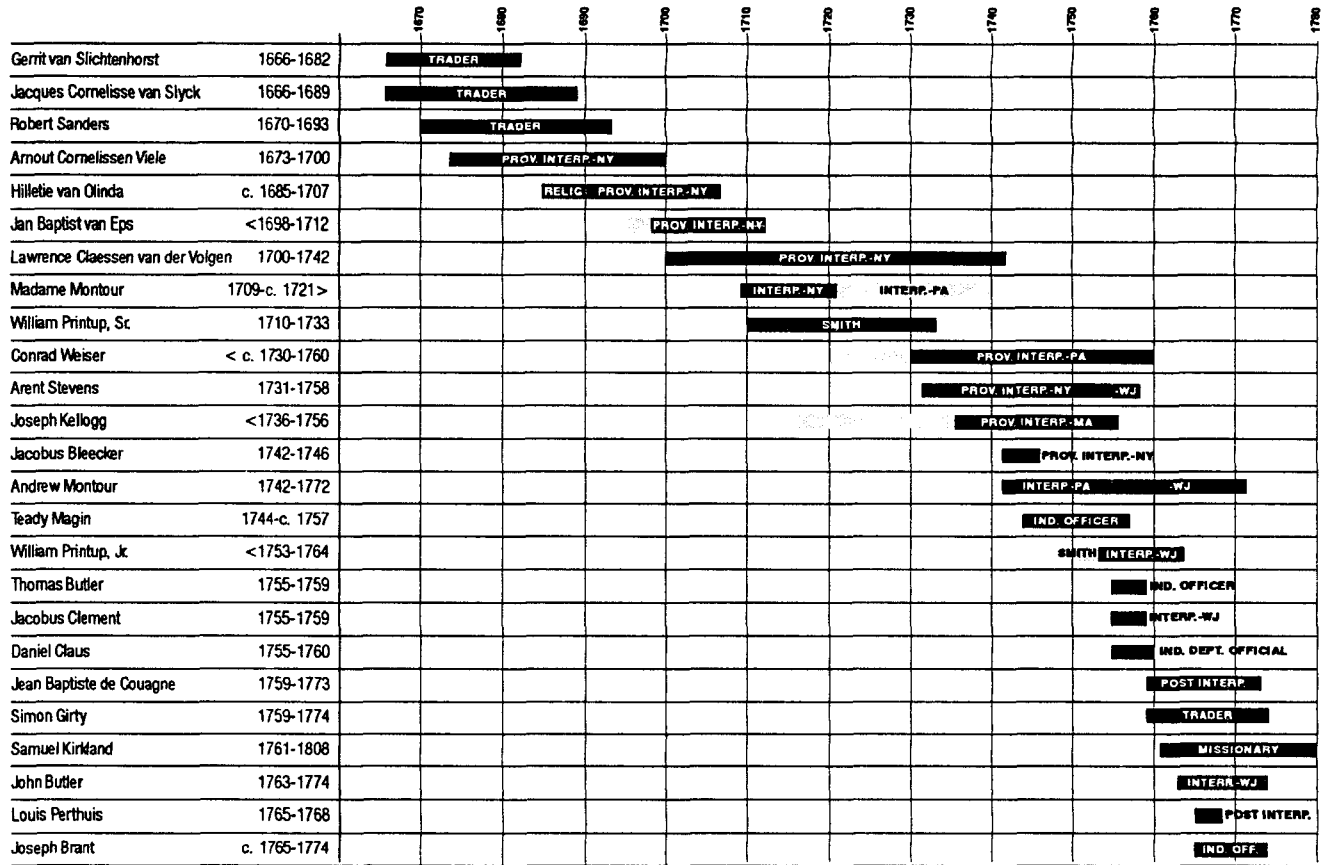 1670 1680 1690 1700 1710 1720 1730 1740 1750 1760 1770 1780
Gerrit van Slichtenhorst 1666-1682 TRADER
Jacques Cornelisse van Slyck 1666-1689 TRADER
Robert Sanders 1670-1693 TRADER
Arnout Cornelissen Viele 1673-1700 PROV. INTERP.-NY
Hilletie van Olinda c. 1685-1707 RELIG. PROV. INTERP.-NY
Jan Baptist van Eps <1698-1712 PROV. INTERP.-NY
Lawrence Claessen van der Volgen 1700-1742 PROV. INTERP.-NY
Madame Montour 1709-c. 1721> INTERP.-NY INTERP.-PA
William Printup, Sr. 1710-1733 SMITH
Conrad Weiser < c. 1730-1760 PROV. INTERP.-PA
Arent Stevens 1731-1758 PROV. INTERP.-NY -WJ
Joseph Kellogg <1736-1756 PROV. INTERP.-MA
Jacobus Bleecker 1742-1746 PROV. INTERP.-NY
Andrew Montour 1742-1772 INTERP.-PA -WJ
Teady Magin 1744-c. 1757 IND. OFFICER
William Printup, Jr. <1753-1764 SMITH INTERP.-WJ
Thomas Butler 1755-1759 IND. OFFICER
Jacobus Clement 1755-1759 INTERP.-WJ
Daniel Claus 1755-1760 IND. DEPT. OFFICIAL
Jean Baptiste de Couagne 1759-1773 POST INTERP.
Simon Girty 1759-1774 TRADER
Samuel Kirkland 1761-1808 MISSIONARY
John Butler 1763-1774 INTERP.-WJ
Louis Perthuis 1765-1768 POST INTERP.
Joseph Brant c. 1765-1774 IND. OFF.